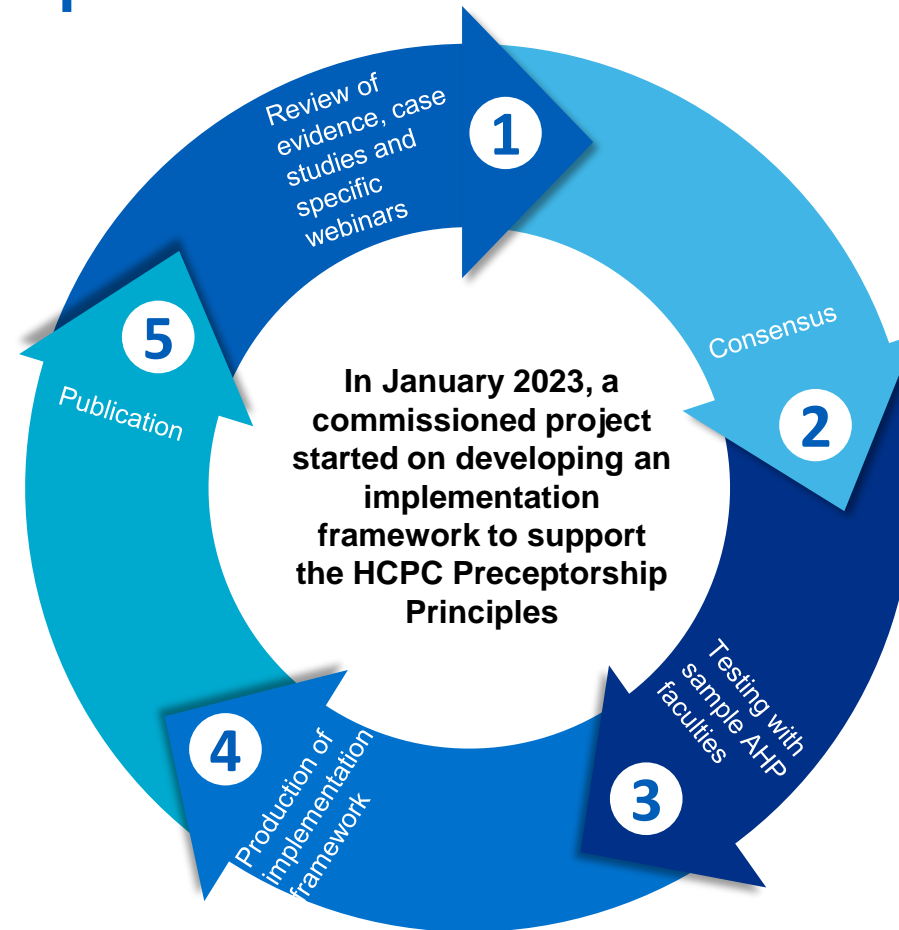 Review of
evidence, case
studies and
specific
webinars
1
Consensus
2
Testing with
sample AHP
faculties
3
Production of
implementation
framework
4
Publication
5
In January 2023, a
commissioned project
started on developing an
implementation
framework to support
the HCPC Preceptorship
Principles